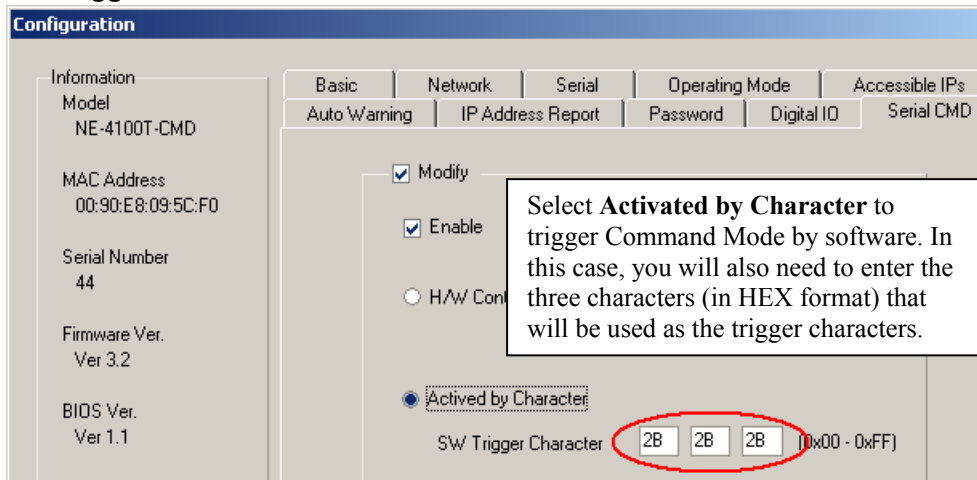 Configuration
Information
Model
NE-4100T-CMD
MAC Address
00:90:E8:09:5C:F0
Serial Number
44
Firmware Ver.
Ver 3.2
BIOS Ver.
Ver 1.1
Basic Network Serial Operating Mode Accessible IPs
Auto Warning IP Address Report Password Digital IO Serial CMD
Modify
Enable
H/W Cont
Select Activated by Character to
trigger Command Mode by software. In
this case, you will also need to enter the
three characters (in HEX format) that
will be used as the trigger characters.
Actived by Character
SW Trigger Character 2B 2B 2B (0x00 - 0xFF)